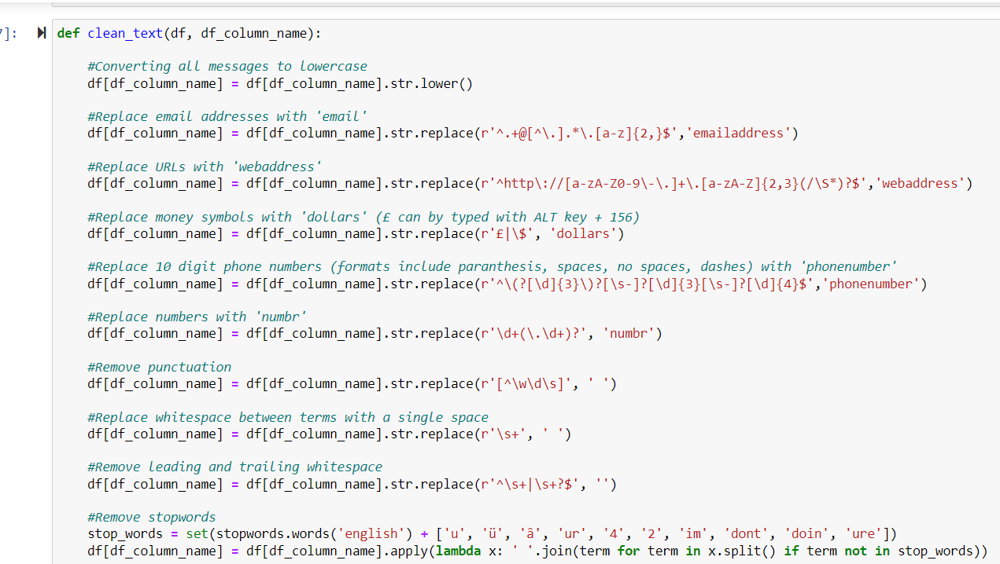 7]:
def clean_text(df, df_column_name):
#Converting all messages to lowercase
df[df_column_name] = df[df_column_name].str.lower()
#Replace email addresses with 'email'
df[df_column_name] = df[df_column_name].str.replace(r'^.+@[^\.].*\.[a-z]{2,}$','emailaddress')
#Replace URLs with 'webaddress'
df[df_column_name] = df[df_column_name].str.replace(r'^http\://[a-zA-Z0-9\-\.]+\.[a-zA-Z]{2,3}(/\S*)?$','webaddress')
#Replace money symbols with 'dollars' (£ can by typed with ALT key + 156)
df[df_column_name] = df[df_column_name].str.replace(r'£|\$', 'dollars')
#Replace 10 digit phone numbers (formats include paranthesis, spaces, no spaces, dashes) with 'phonenumber'
df[df_column_name] = df[df_column_name].str.replace(r'^\(?[\d]{3}\)?[\s-]?[\d]{3}[\s-]?[\d]{4}$','phonenumber')
#Replace numbers with 'numbr'
df[df_column_name] = df[df_column_name].str.replace(r'\d+(\.\d+)?', 'numbr')
#Remove punctuation
df[df_column_name] = df[df_column_name].str.replace(r'[^\w\d\s]', ' ')
#Replace whitespace between terms with a single space
df[df_column_name] = df[df_column_name].str.replace(r'\s+', ' ')
#Remove leading and trailing whitespace
df[df_column_name] = df[df_column_name].str.replace(r'^\s+|\s+?$', '')
#Remove stopwords
stop_words = set(stopwords.words('english') + ['u', 'ü', 'â', 'ur', '4', '2', 'im', 'dont', 'doin', 'ure'])
df[df_column_name] = df[df_column_name].apply(lambda x: ' '.join(term for term in x.split() if term not in stop_words))